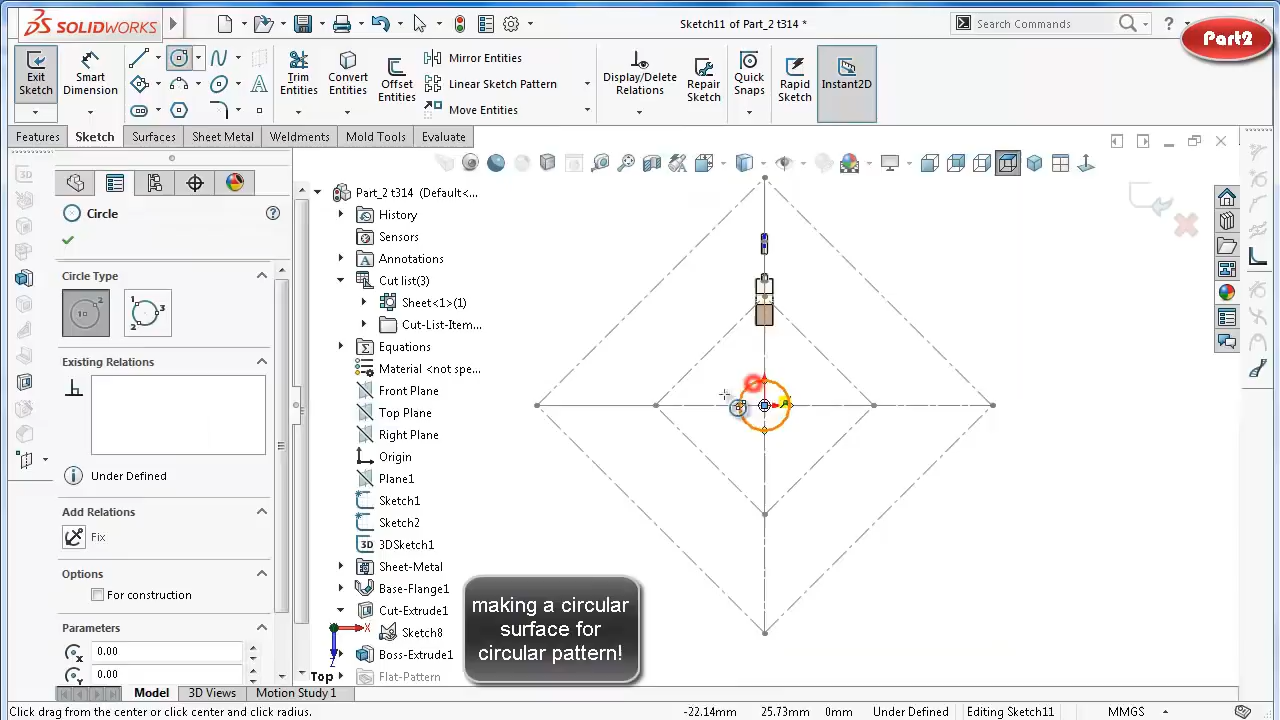 SOLIDWORKS
Sketch11 of Part_2 t314 *
Search Commands
?
Part2
Exit Sketch
Smart Dimension
Trim Entities
Convert Entities
Offset Entities
Mirror Entities
Linear Sketch Pattern
Move Entities
Display/Delete Relations
Repair Sketch
Quick Snaps
Rapid Sketch
Instant2D
Features
Sketch
Surfaces
Sheet Metal
Weldments
Mold Tools
Evaluate
Circle
?
Circle Type
Existing Relations
Under Defined
Add Relations
Fix
Options
For construction
Parameters
0.00
0.00
Part_2 t314 (Default<...
History
Sensors
Annotations
Cut list(3)
Sheet<1>(1)
Cut-List-Item...
Equations
Material <not spe...
Front Plane
Top Plane
Right Plane
Origin
Plane1
Sketch1
Sketch2
3DSketch1
Sheet-Metal
Base-Flange1
Cut-Extrude1
Sketch8
Boss-Extrude1
Flat-Pattern
X
Z
Top
making a circular
surface for
circular pattern!
Model
3D Views
Motion Study 1
Click drag from the center or click center and click radius.
-22.14mm
25.73mm
0mm
Under Defined
Editing Sketch11
MMGS